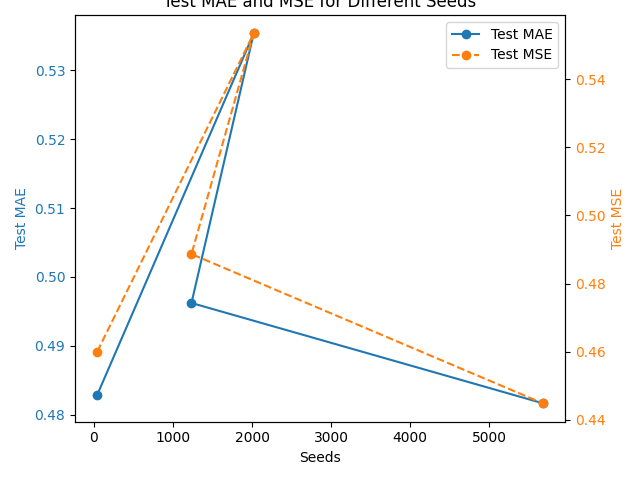 Test MAE and MSE for Different Seeds
Test MAE
Test MSE
0.53
0.52
0.51
0.50
0.49
0.48
Test MAE
0.54
0.52
0.50
0.48
0.46
0.44
Test MSE
0 1000 2000 3000 4000 5000
Seeds